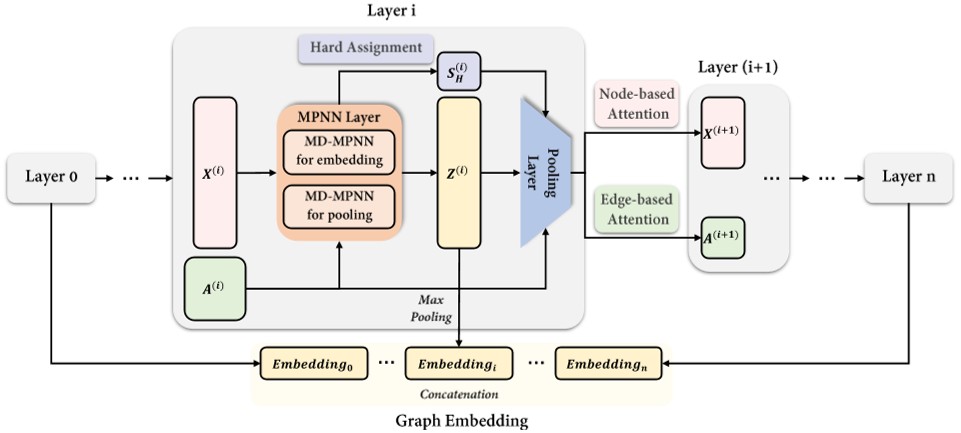 Layer i
Hard Assignment
S_H^(i)
Layer (i+1)
Node-based
Attention
MPNN Layer
MD-MPNN
for embedding
MD-MPNN
for pooling
X^(i)
Z^(i)
Pooling
Layer
X^(i+1)
Layer 0
...
...
...
Layer n
Edge-based
Attention
A^(i+1)
A^(i)
Max
Pooling
Embedding_0
...
Embedding_i
...
Embedding_n
Concatenation
Graph Embedding